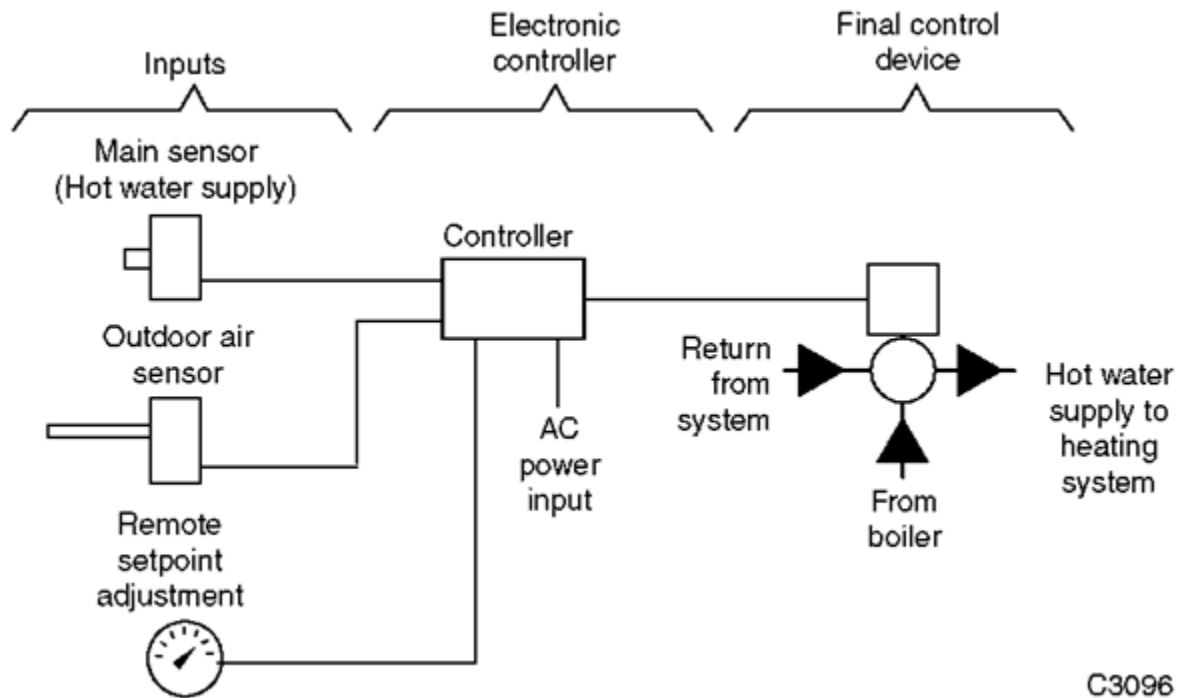 Inputs
Electronic
controller
Final control
device
Main sensor
(Hot water supply)
Controller
Outdoor air
sensor
AC
power
input
Return
from
system
Hot water
supply to
heating
system
From
boiler
Remote
setpoint
adjustment
C3096